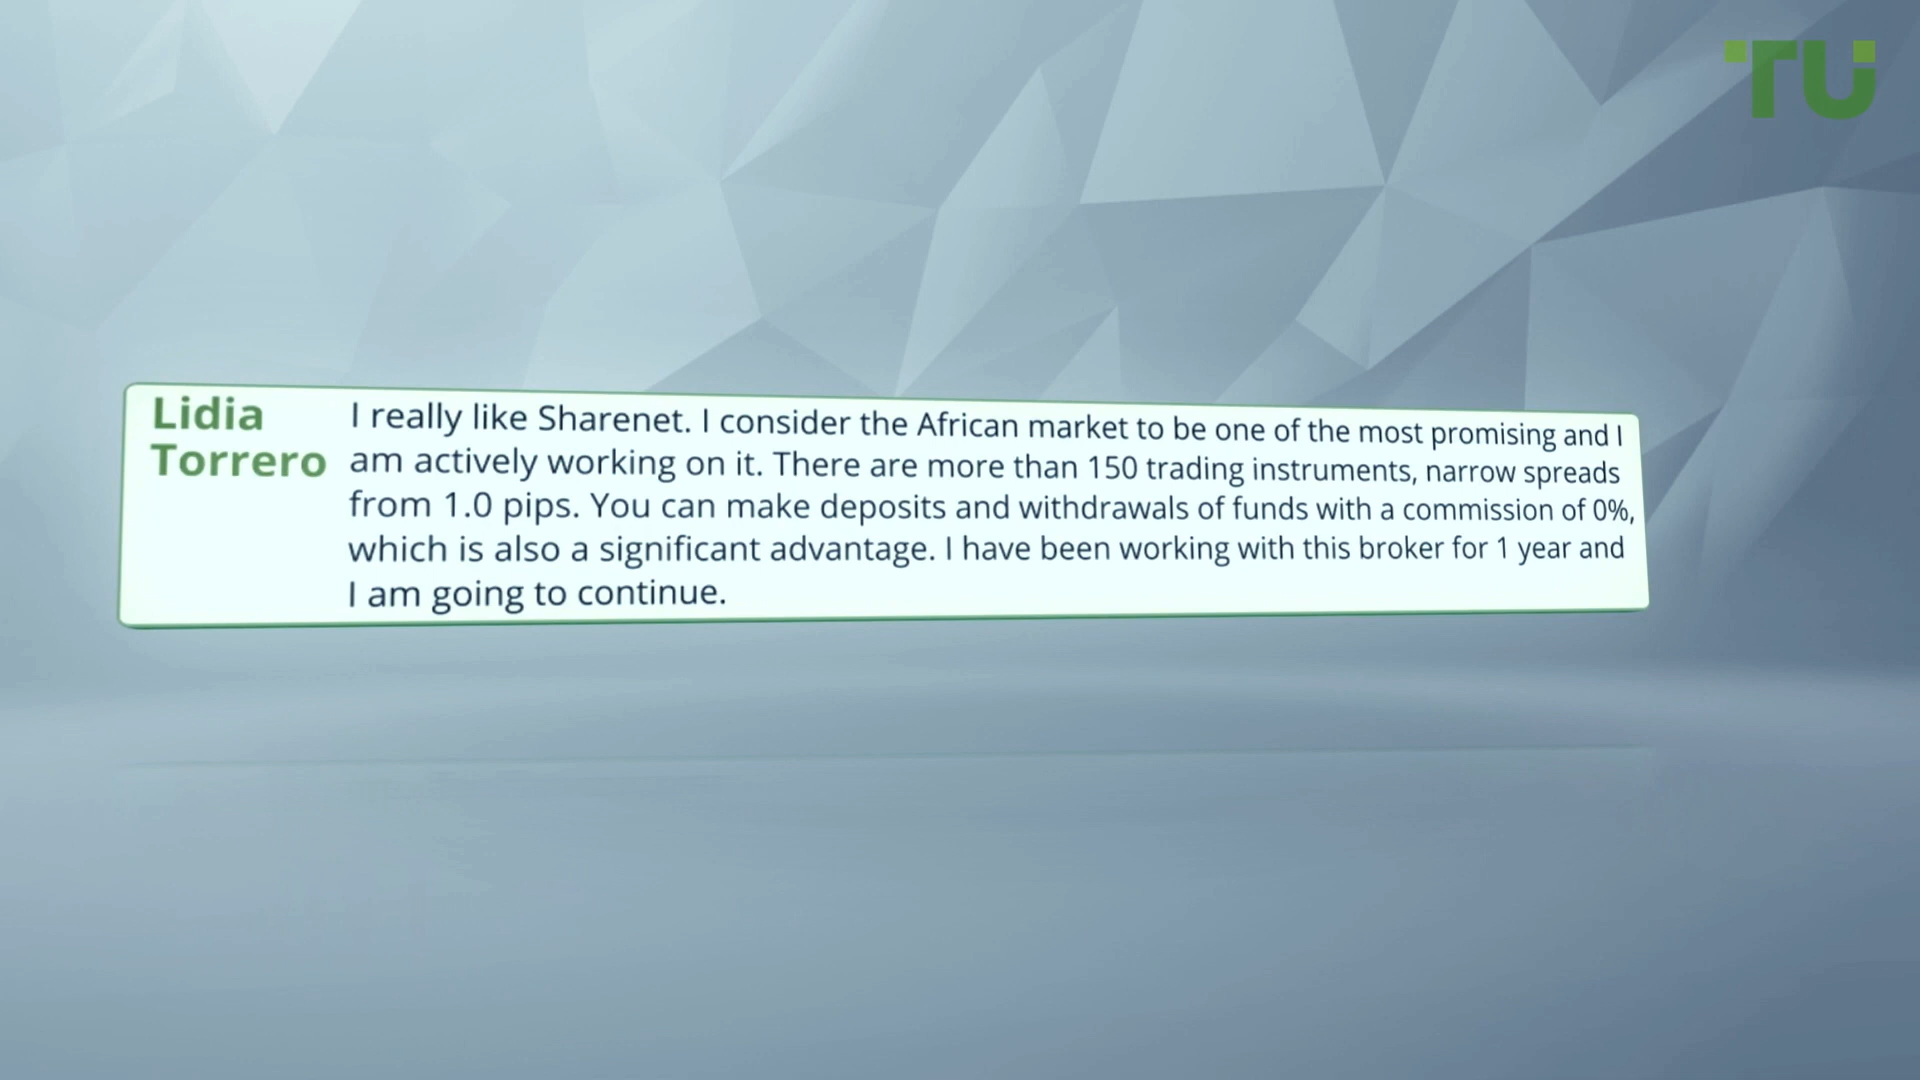 TU
Lidia
Torrero
I really like Sharenet. I consider the African market to be one of the most promising and I
am actively working on it. There are more than 150 trading instruments, narrow spreads
from 1.0 pips. You can make deposits and withdrawals of funds with a commission of 0%,
which is also a significant advantage. I have been working with this broker for 1 year and
I am going to continue.